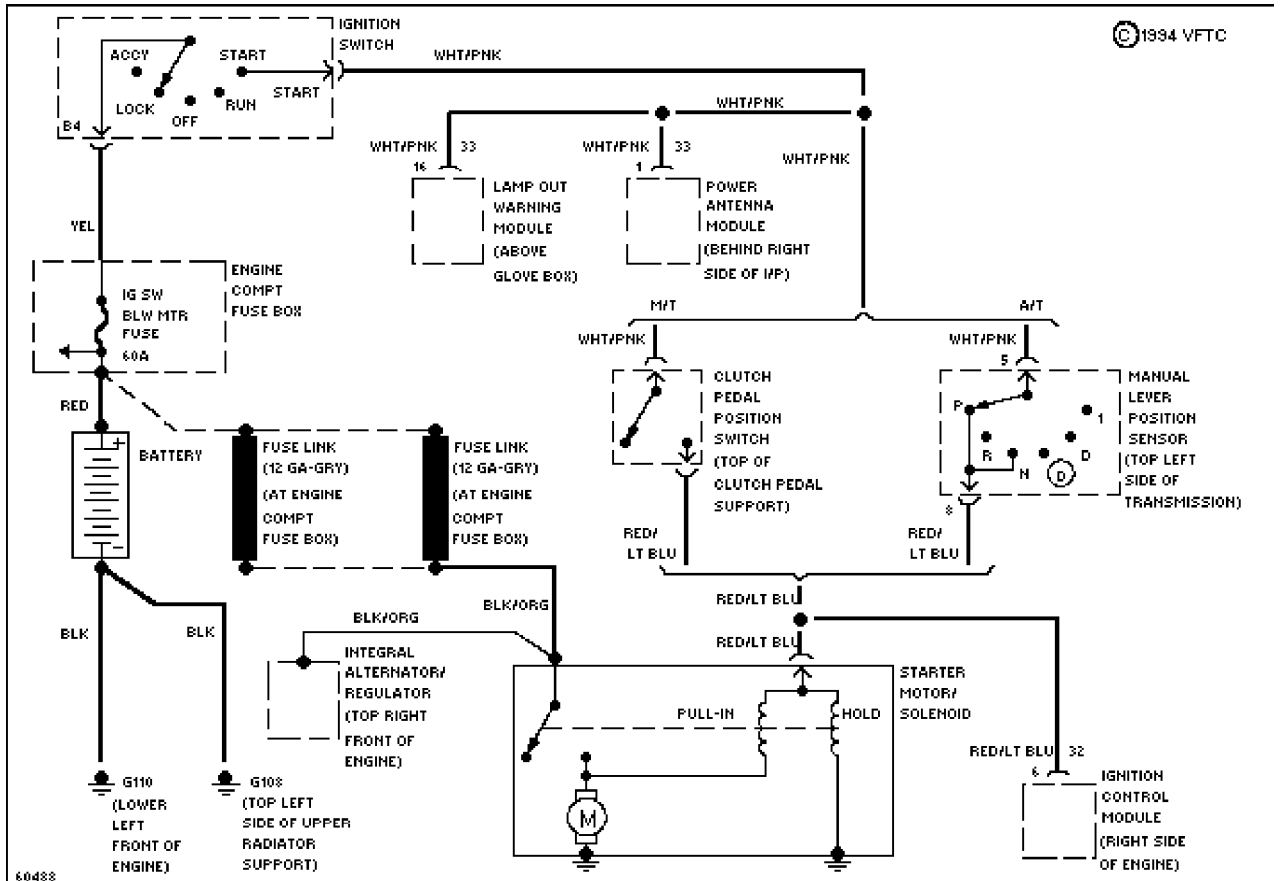 IGNITION
SWITCH
© 1994 VFTC
ACCY
START
START
LOCK
OFF
RUN
B4
WHT/PNK
WHT/PNK
WHT/PNK
WHT/PNK 33
16
WHT/PNK 33
1
LAMP OUT
WARNING
MODULE
(ABOVE
GLOVE BOX)
POWER
ANTENNA
MODULE
(BEHIND RIGHT
SIDE OF I/P)
YEL
ENGINE
COMPT
FUSE BOX
IG SW
BLW MTR
FUSE
60A
M/T
A/T
WHT/PNK
WHT/PNK
5
CLUTCH
PEDAL
POSITION
SWITCH
(TOP OF
CLUTCH PEDAL
SUPPORT)
P
R
N
D
D
1
8
MANUAL
LEVER
POSITION
SENSOR
(TOP LEFT
SIDE OF
TRANSMISSION)
RED
BATTERY
+
-
FUSE LINK
(12 GA-GRY)
(AT ENGINE
COMPT
FUSE BOX)
FUSE LINK
(12 GA-GRY)
(AT ENGINE
COMPT
FUSE BOX)
RED/
LT BLU
RED/
LT BLU
RED/LT BLU
RED/LT BLU
BLK
BLK
BLK/ORG
BLK/ORG
INTEGRAL
ALTERNATOR/
REGULATOR
(TOP RIGHT
FRONT OF
ENGINE)
STARTER
MOTOR/
SOLENOID
PULL-IN
HOLD
M
RED/LT BLU 32
6
IGNITION
CONTROL
MODULE
(RIGHT SIDE
OF ENGINE)
G110
(LOWER
LEFT
FRONT OF
ENGINE)
G108
(TOP LEFT
SIDE OF UPPER
RADIATOR
SUPPORT)
60488